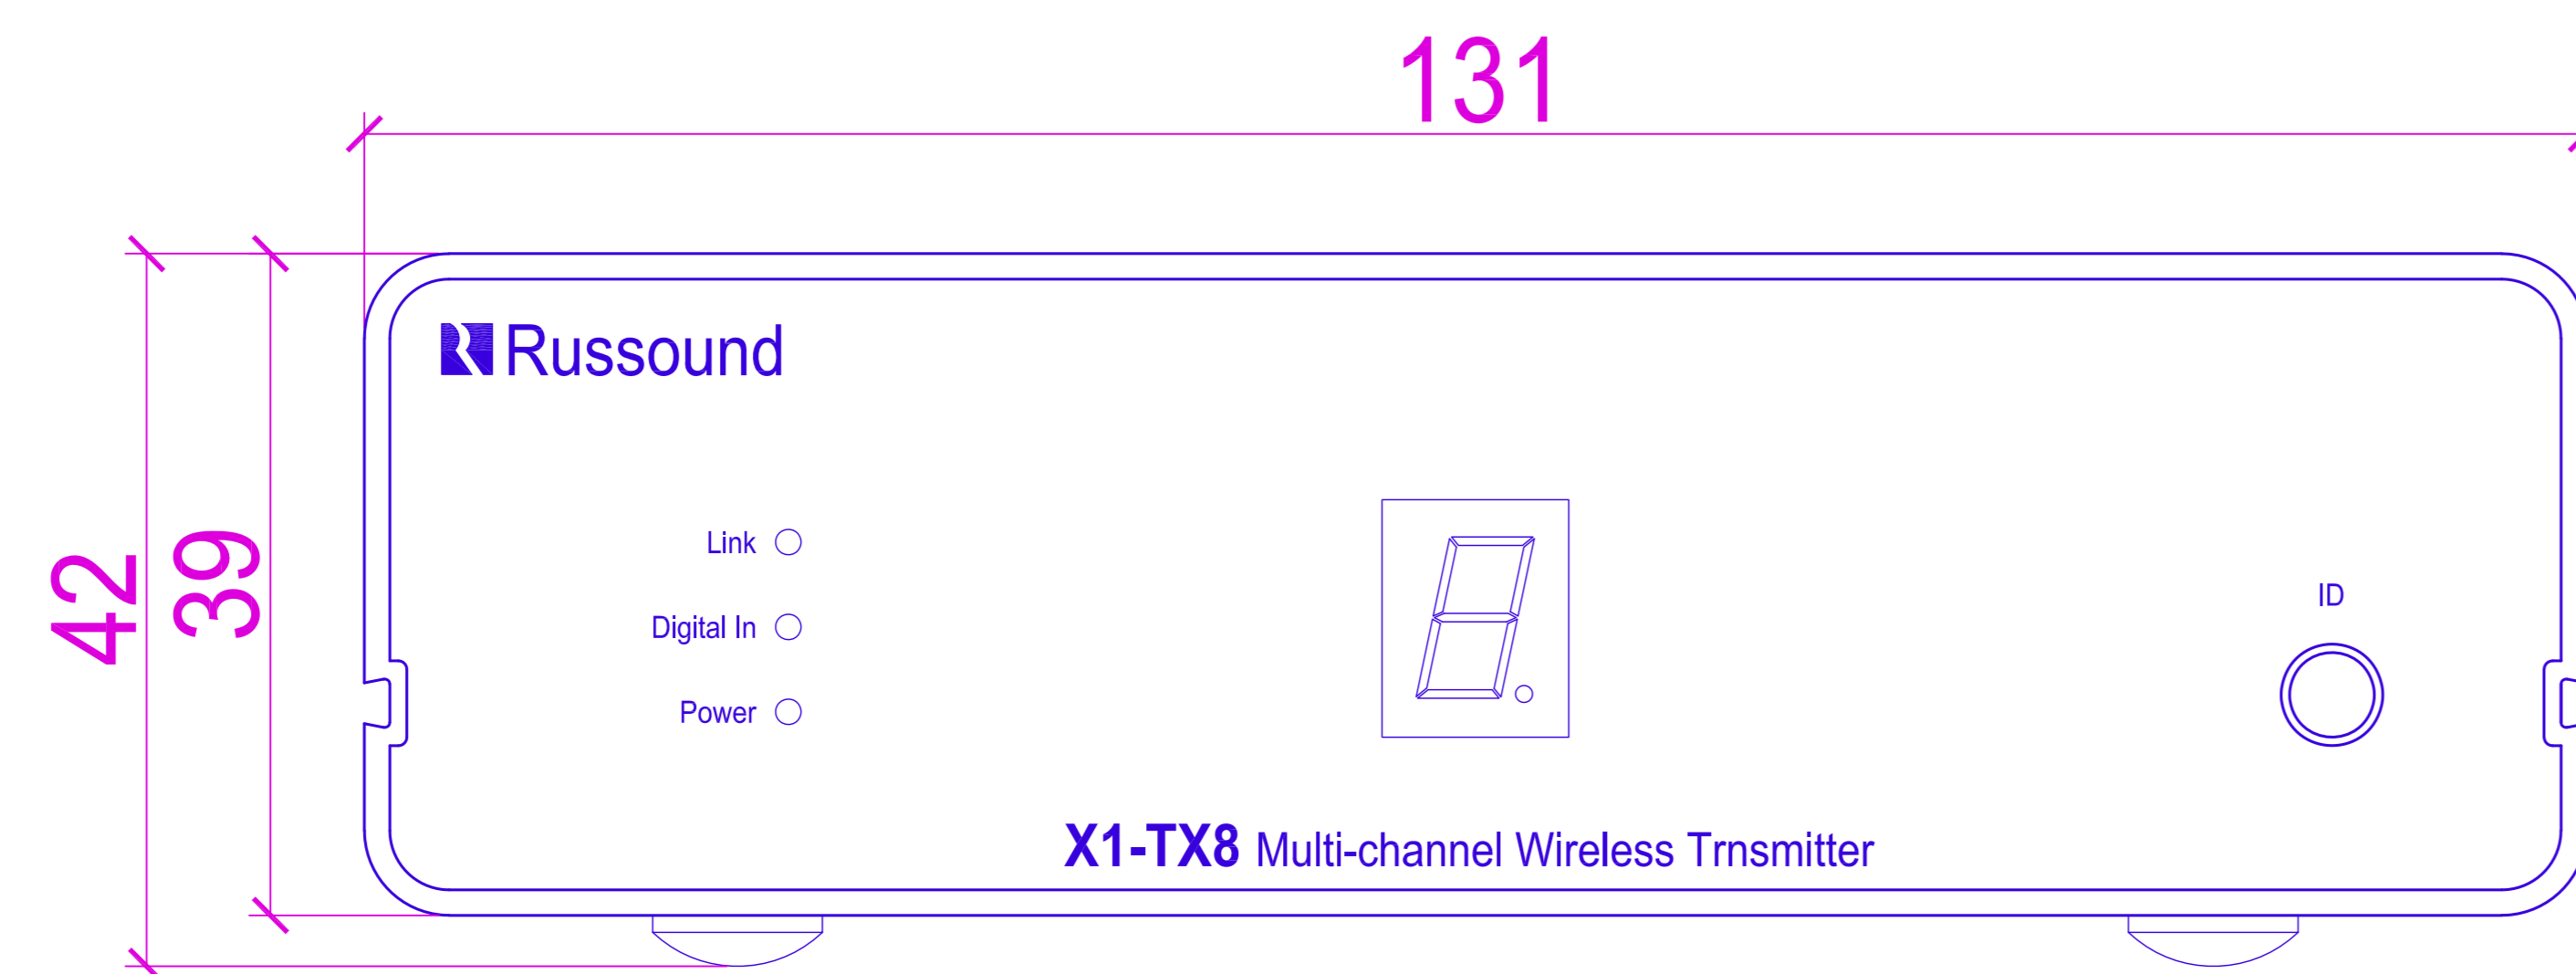 131
42
39
Russound
Link
Digital In
Power
ID
X1-TX8 Multi-channel Wireless Trnsmitter